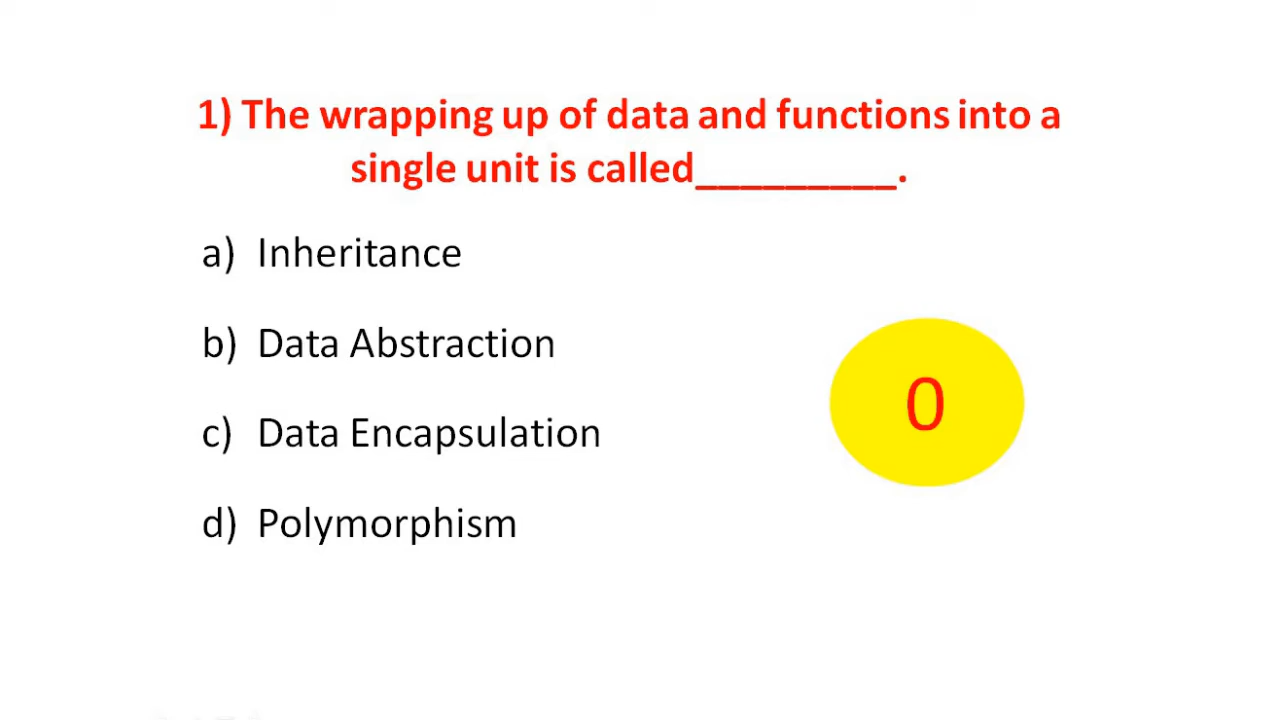 1) The wrapping up of data and functions into a
single unit is called_________.
a) Inheritance
b) Data Abstraction
c) Data Encapsulation
0
d) Polymorphism